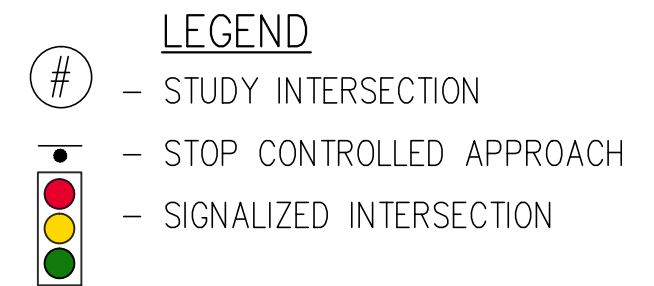 LEGEND
# – STUDY INTERSECTION
– STOP CONTROLLED APPROACH
– SIGNALIZED INTERSECTION